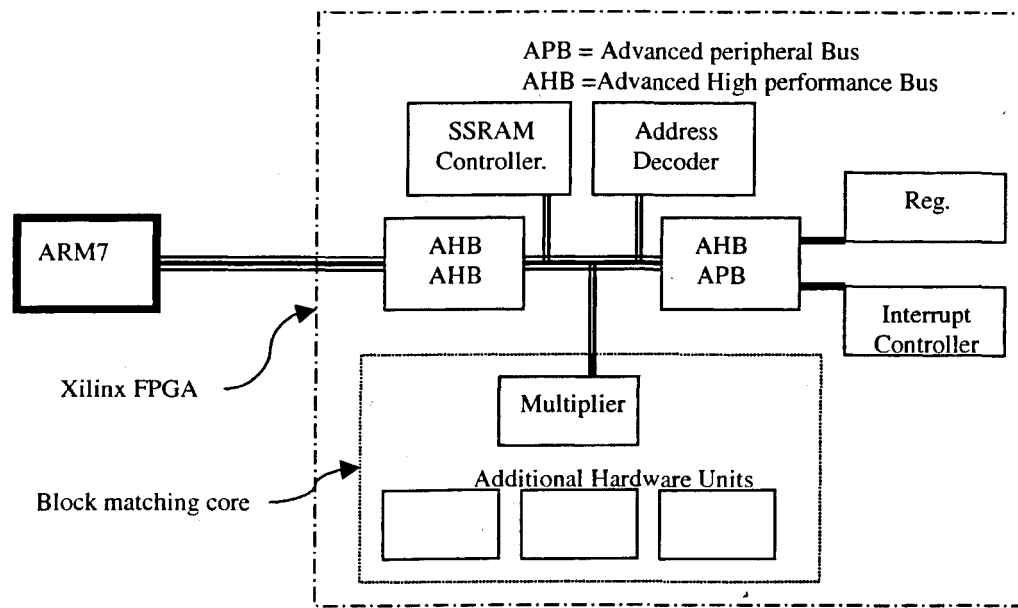 APB = Advanced peripheral Bus
AHB =Advanced High performance Bus
SSRAM
Controller.
Address
Decoder
Reg.
ARM7
AHB
AHB
AHB
APB
Interrupt
Controller
Xilinx FPGA
Multiplier
Additional Hardware Units
Block matching core